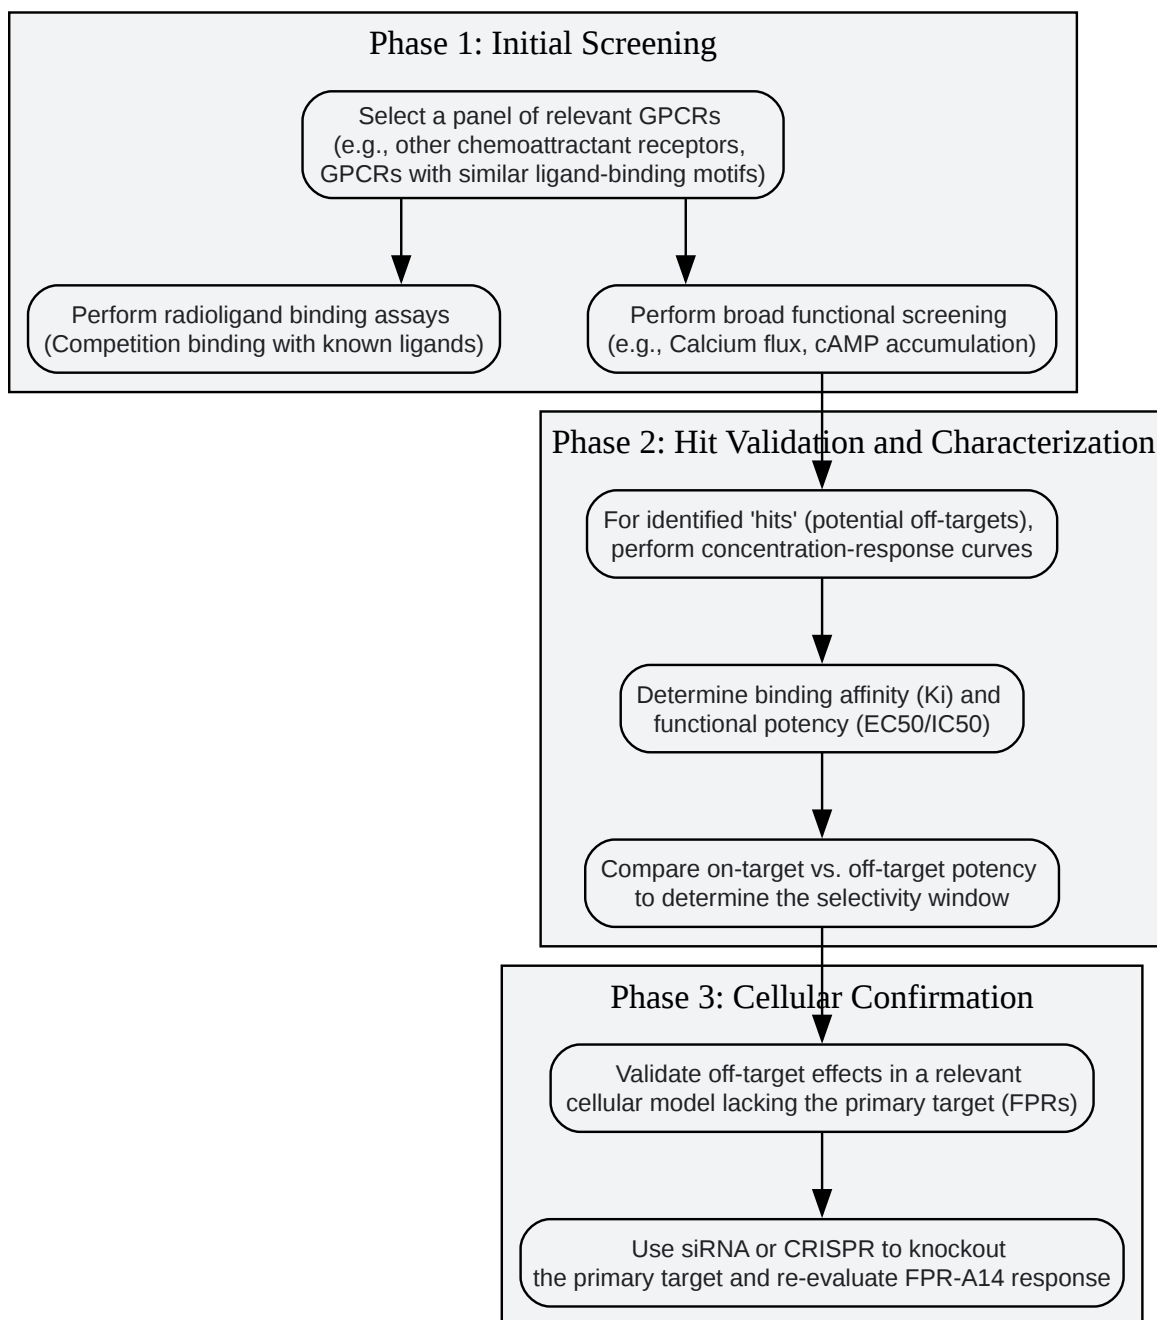 Phase 1: Initial Screening
Select a panel of relevant GPCRs
(e.g., other chemoattractant receptors,
GPCRs with similar ligand-binding motifs)
Perform radioligand binding assays
(Competition binding with known ligands)
Perform broad functional screening
(e.g., Calcium flux, cAMP accumulation)
Phase 2: Hit Validation and Characterization
For identified 'hits' (potential off-targets),
perform concentration-response curves
Determine binding affinity (Ki) and
functional potency (EC50/IC50)
Compare on-target vs. off-target potency
to determine the selectivity window
Phase 3: Cellular Confirmation
Validate off-target effects in a relevant
cellular model lacking the primary target (FPRs)
Use siRNA or CRISPR to knockout
the primary target and re-evaluate FPR-A14 response